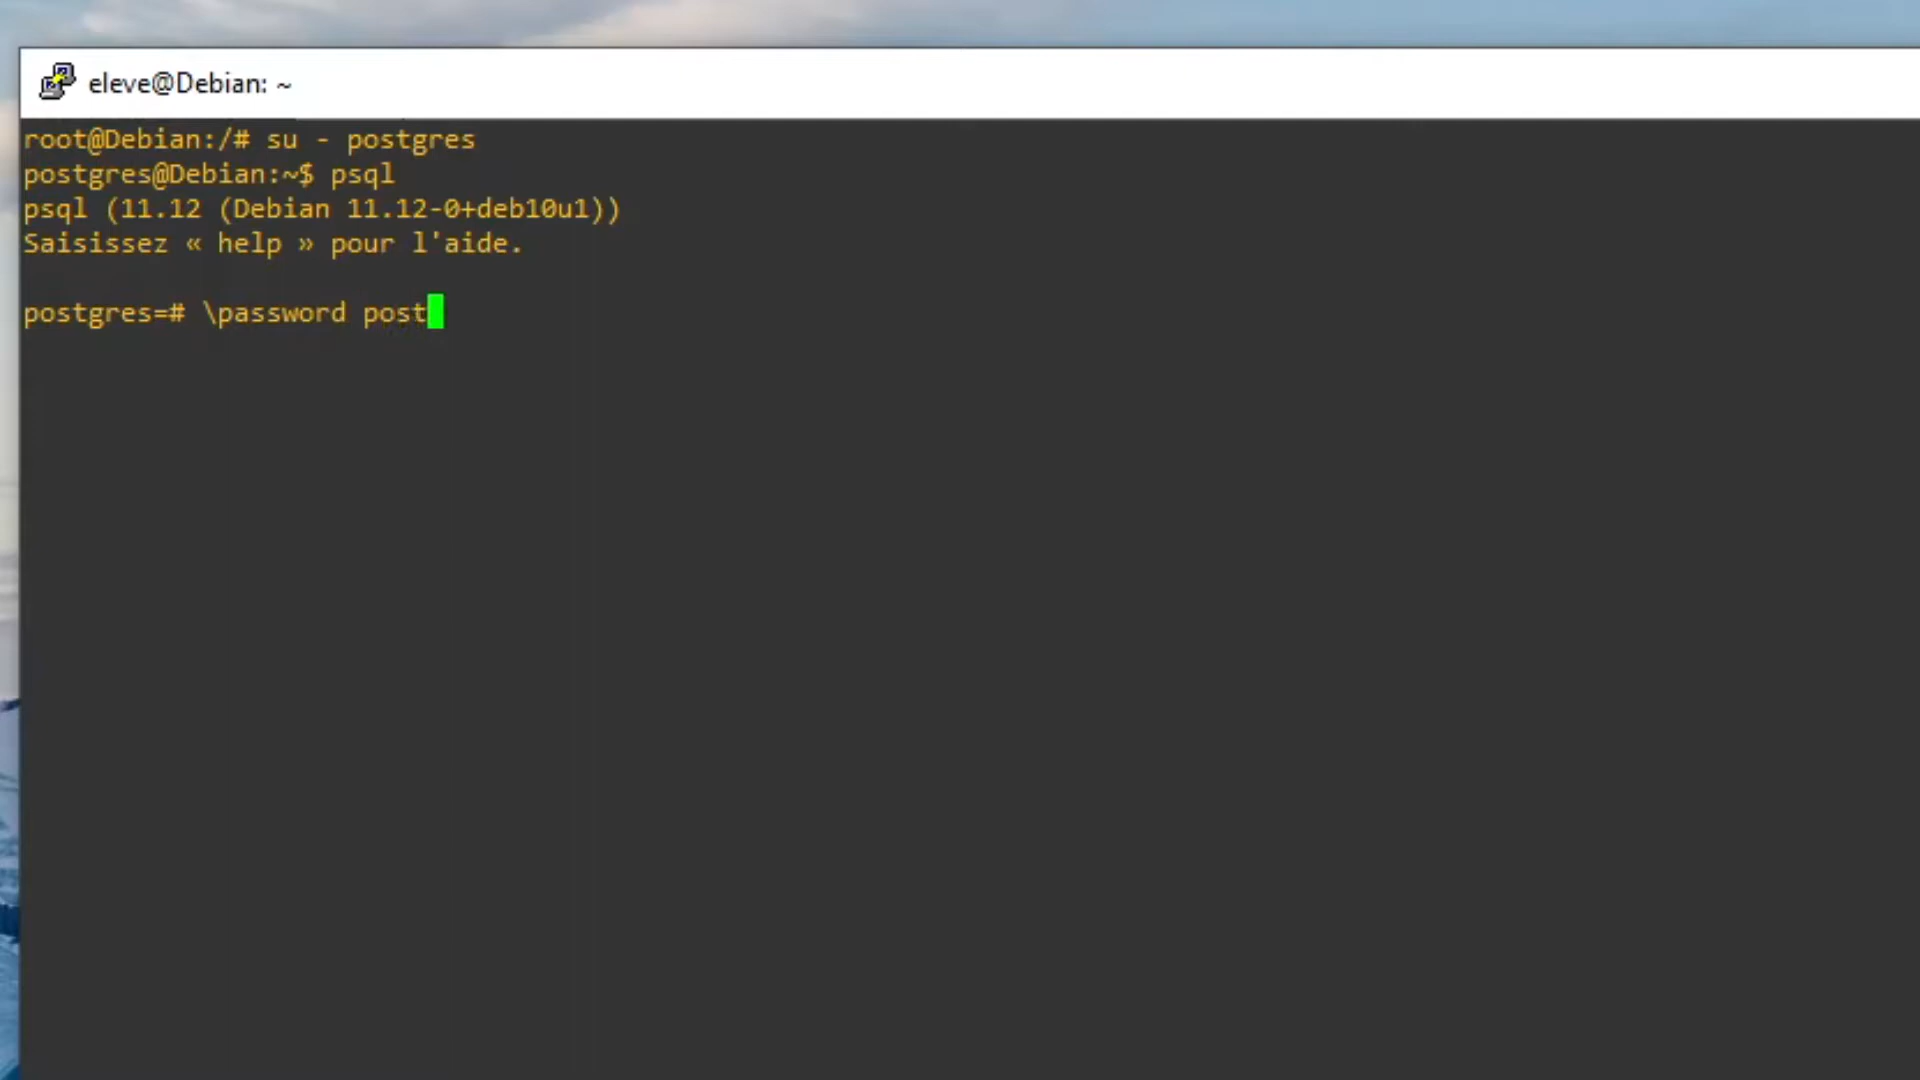 eleve@Debian: ~
root@Debian:/# su - postgres
postgres@Debian:~$ psql
psql (11.12 (Debian 11.12-0+deb10u1))
Saisissez « help » pour l'aide.
postgres=# \password post